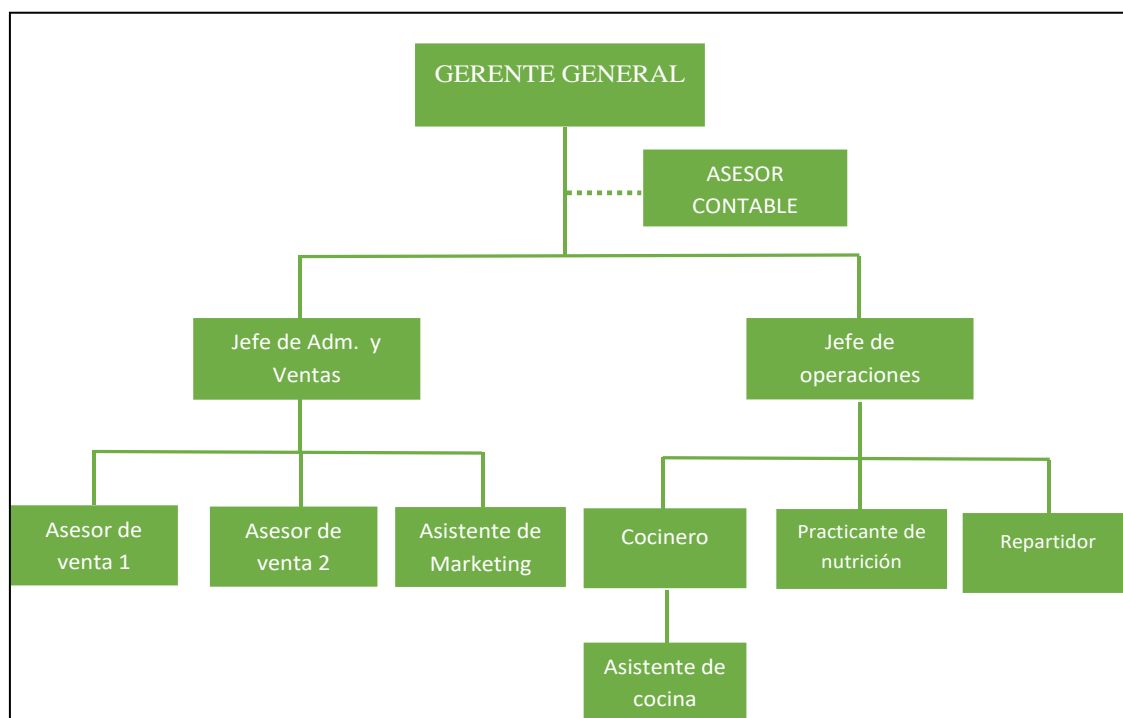 GERENTE GENERAL
ASESOR
CONTABLE
Jefe de Adm. y
Ventas
Jefe de
operaciones
Asesor de
venta 1
Asesor de
venta 2
Asistente de
Marketing
Cocinero
Practicante de
nutrición
Repartidor
Asistente de
cocina